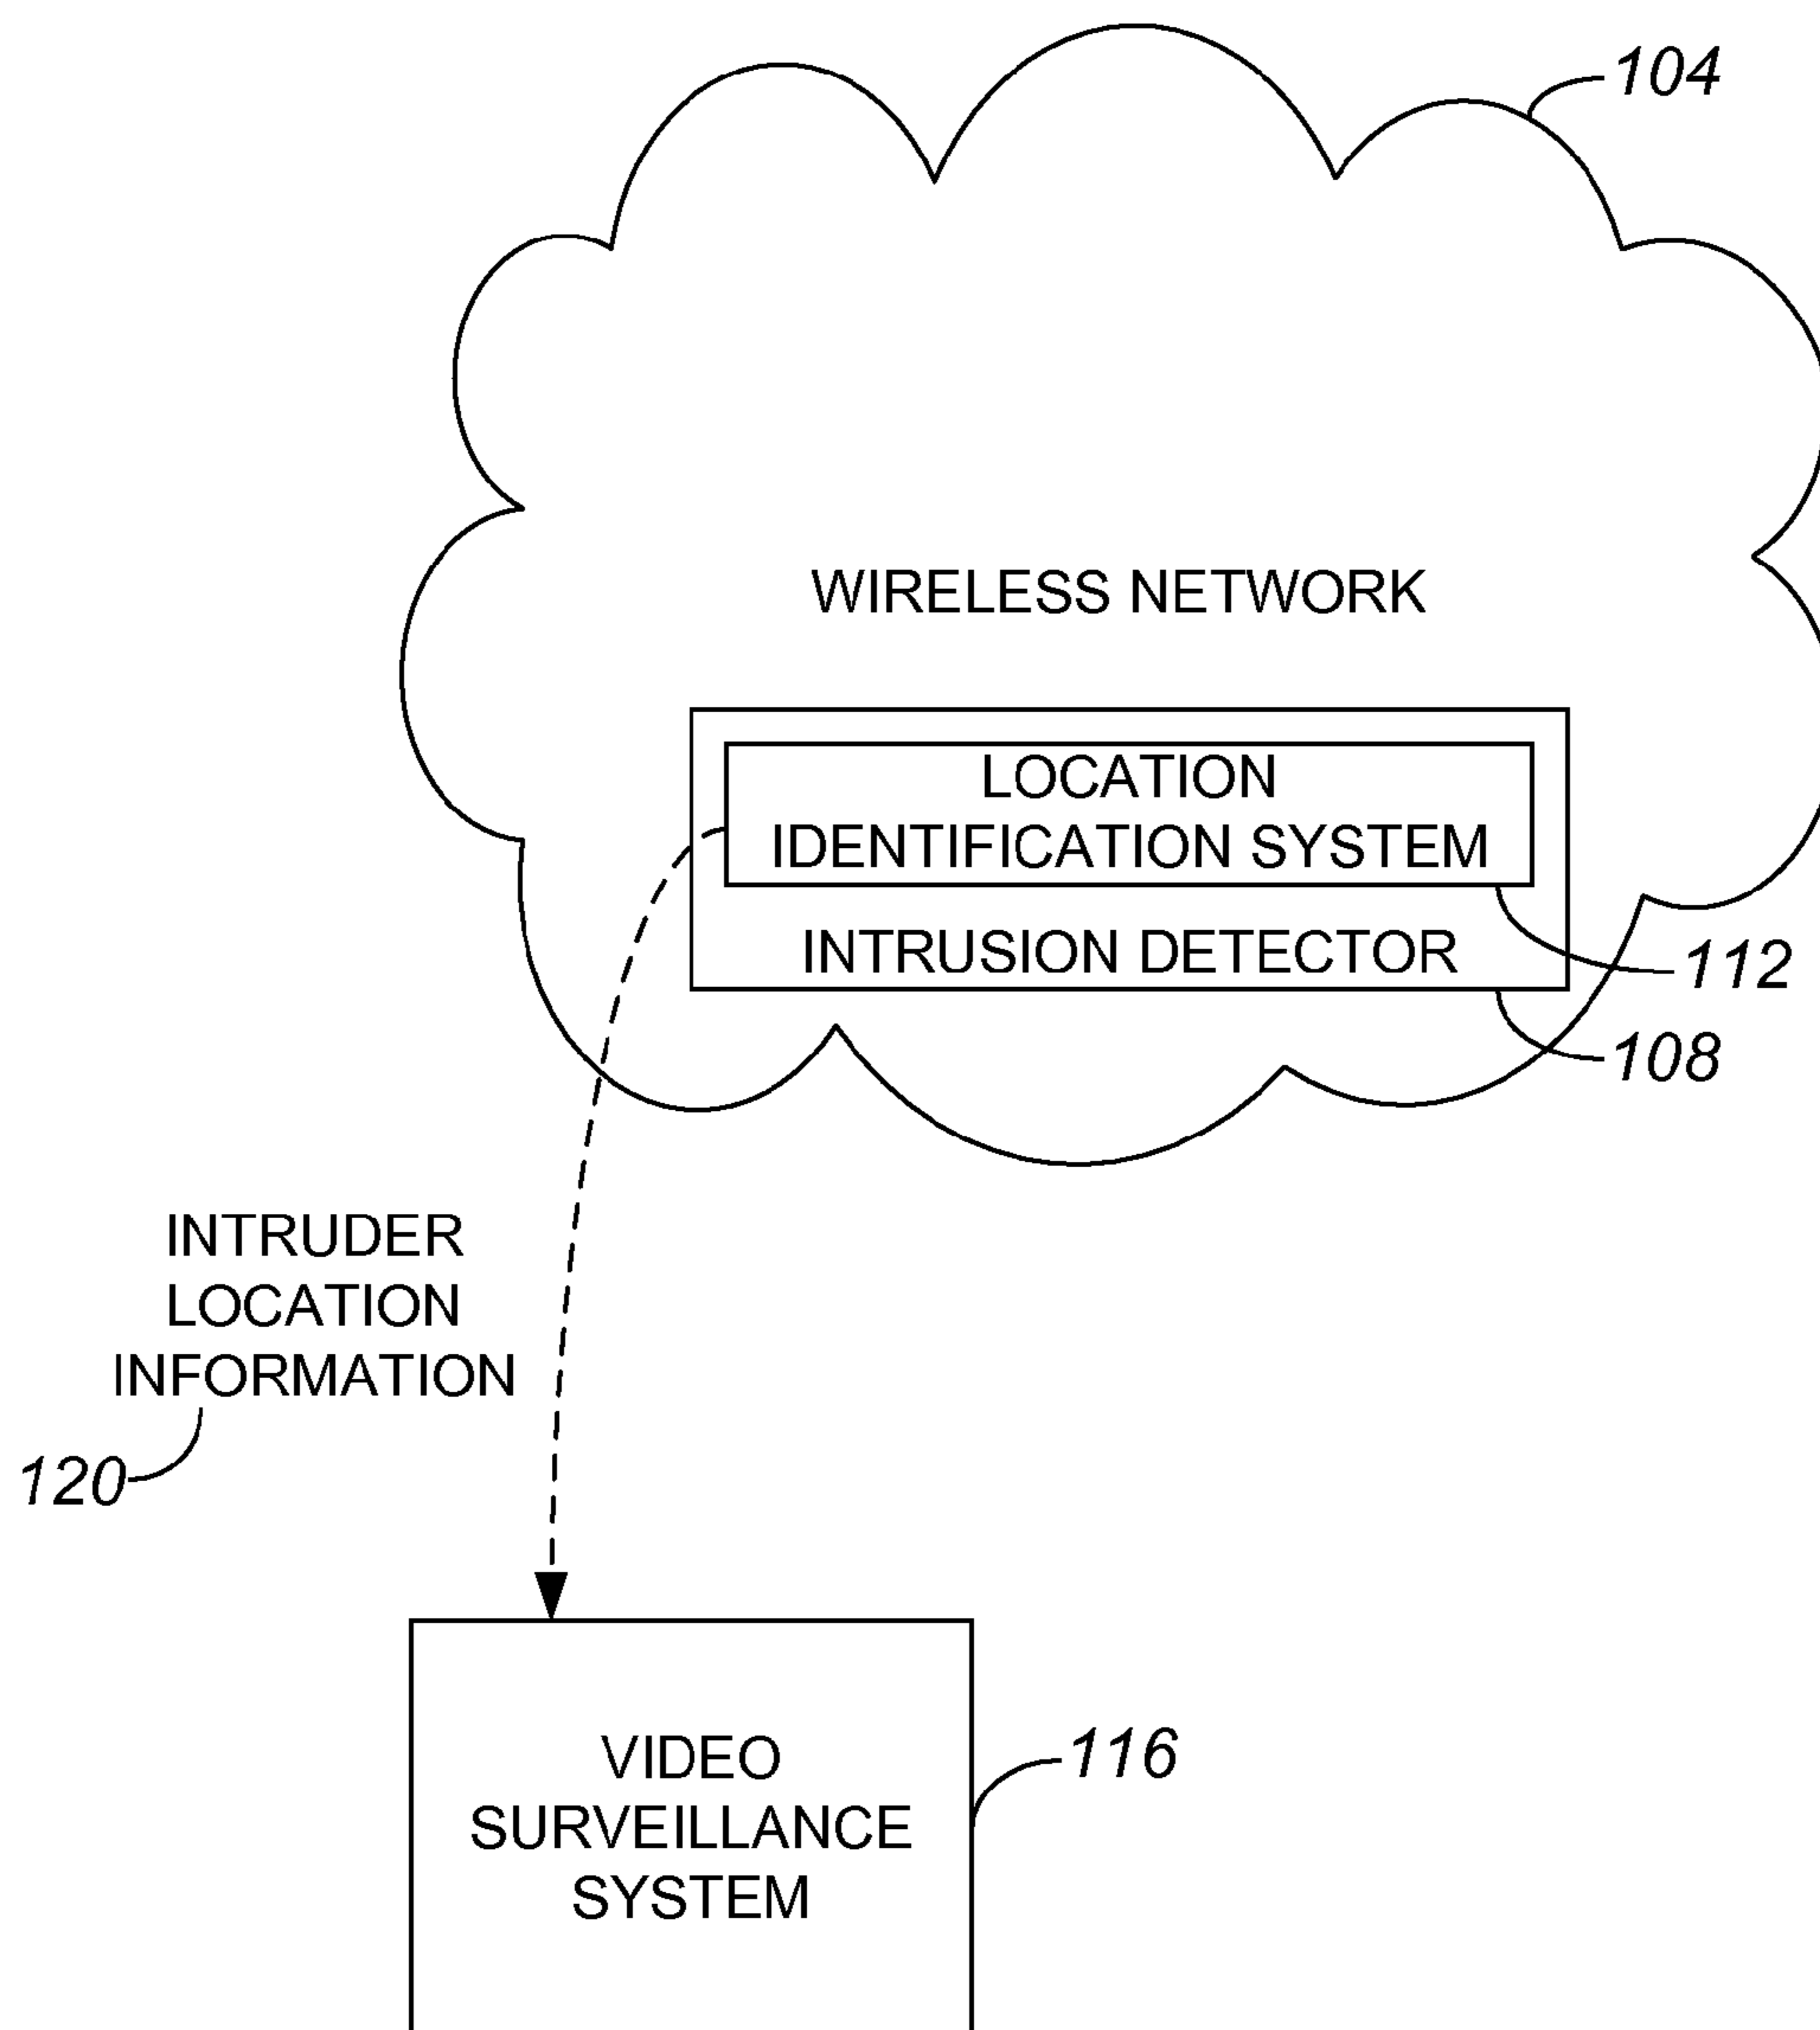 104
WIRELESS NETWORK
LOCATION
IDENTIFICATION SYSTEM
INTRUSION DETECTOR
112
108
INTRUDER
LOCATION
INFORMATION
120
VIDEO
SURVEILLANCE
SYSTEM
116